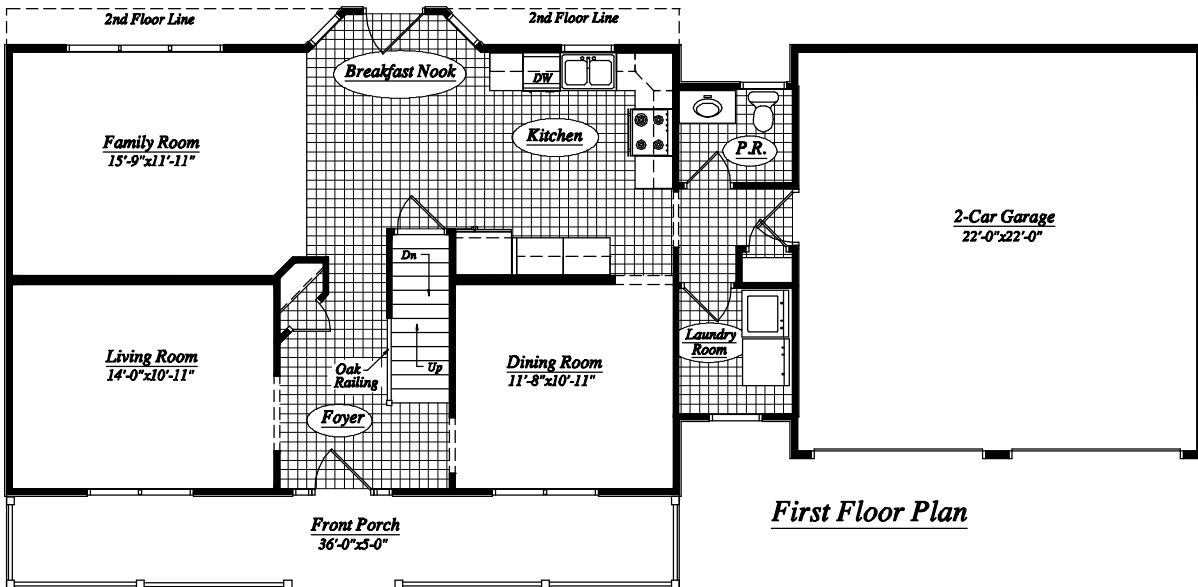 2nd Floor Line
2nd Floor Line
Breakfast Nook
DW
Family Room
15'-9"x11'-11"
Kitchen
P.R.
2-Car Garage
22'-0"x22'-0"
Dn
Living Room
14'-0"x10'-11"
Oak
Railing
Up
Dining Room
11'-8"x10'-11"
Laundry
Room
Foyer
Front Porch
36'-0"x5-0"
First Floor Plan